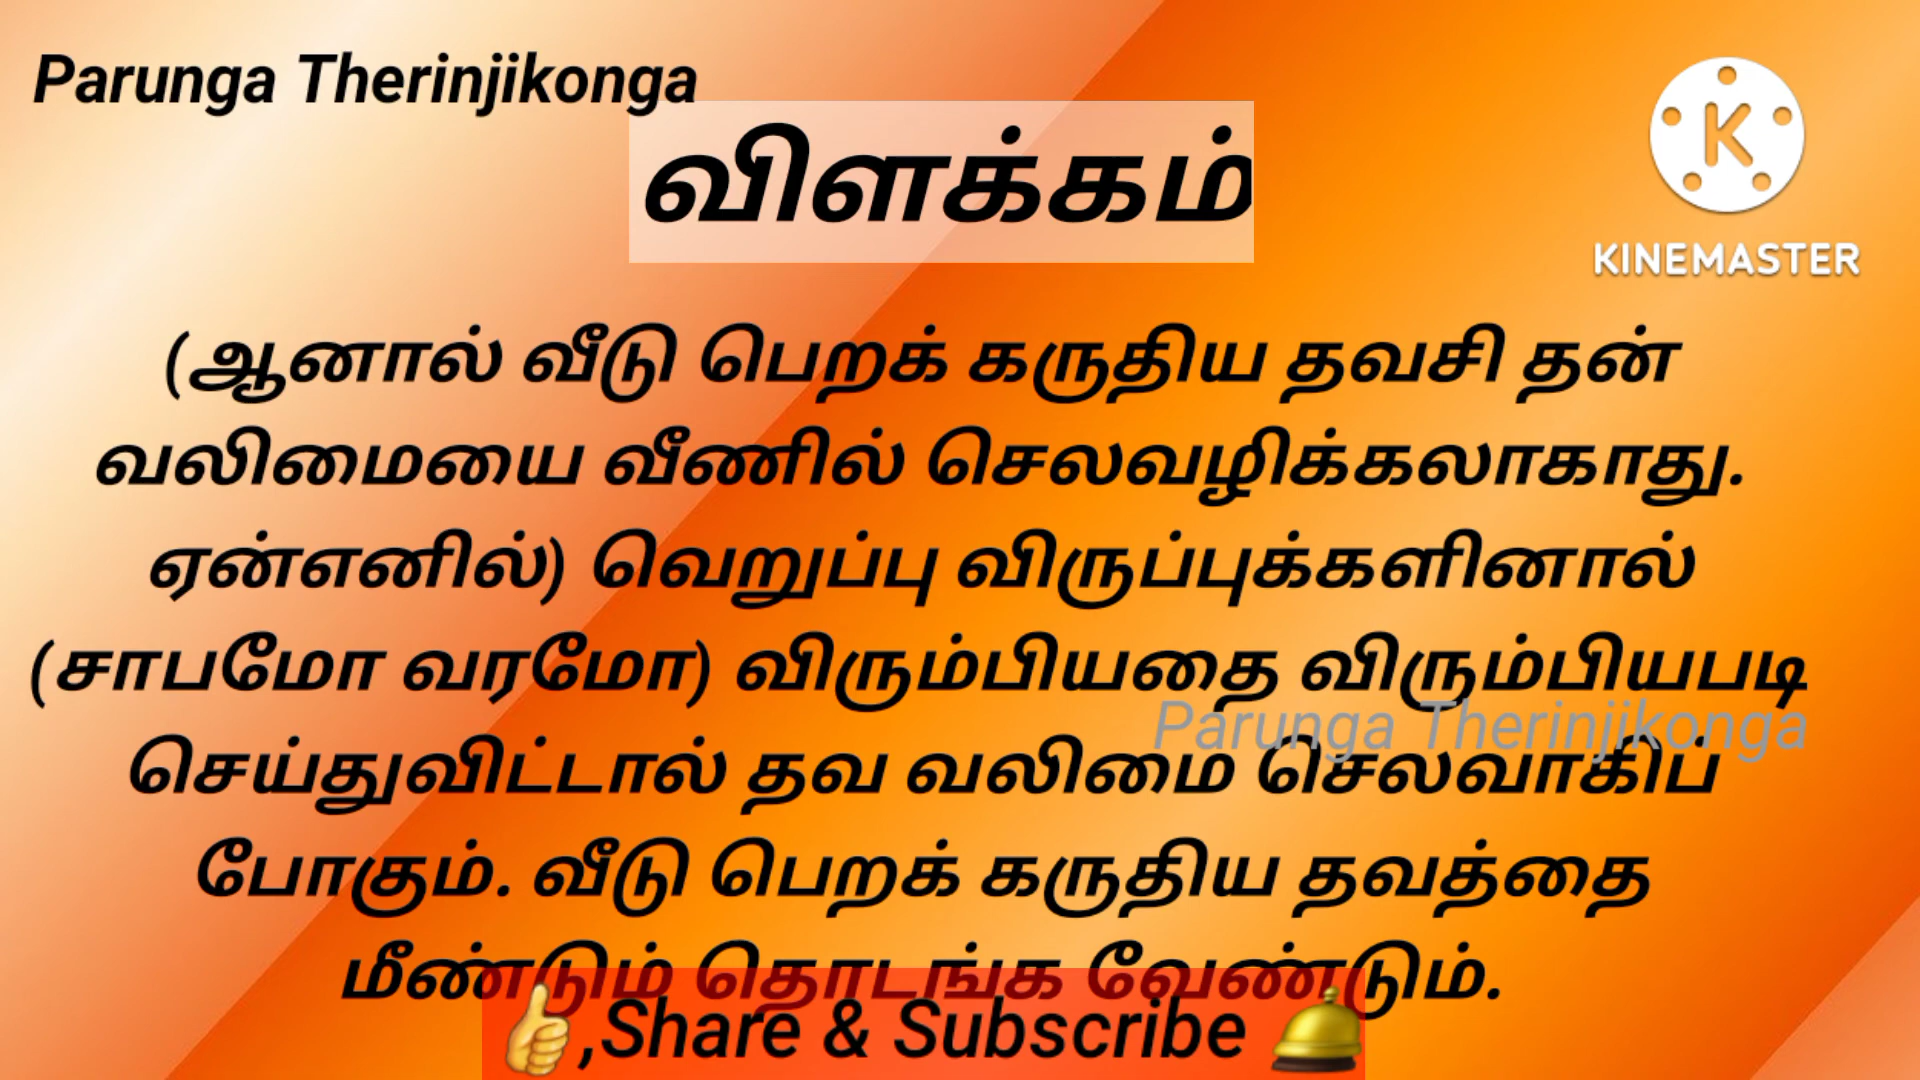 Parunga Therinjikonga
விளக்கம்
KINEMASTER
(ஆனால் வீடு பெறக் கருதிய தவசி தன்
வலிமையை வீணில் செலவழிக்கலாகாது.
ஏன்எனில்) வெறுப்பு விருப்புக்களினால்
(சாபமோ வரமோ) விரும்பியதை விரும்பியபடி
Parunga Therinjikonga
செய்துவிட்டால் தவ வலிமை செலவாகிப்
போகும். வீடு பெறக் கருதிய தவத்தை
மீண்டும் தொடங்க வேண்டும்.
👍,Share & Subscribe 🛎️